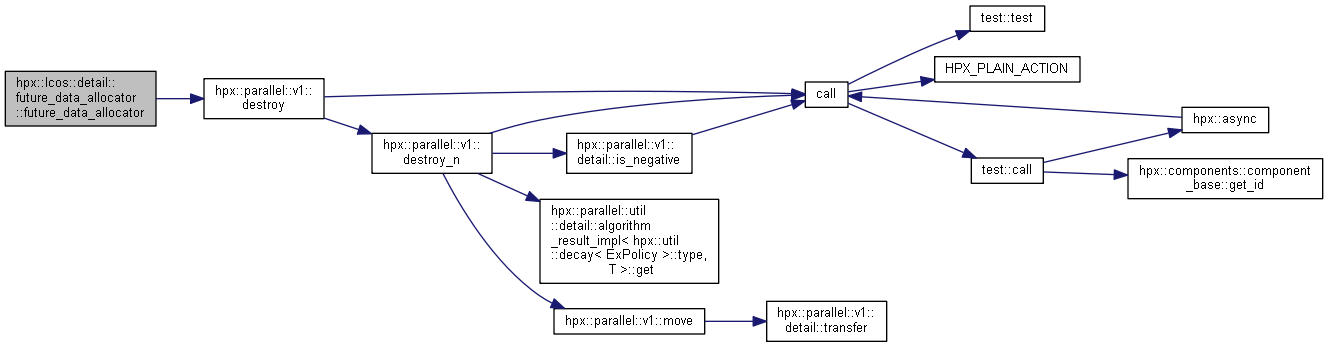 hpx::lcos::detail::
future_data_allocator
::future_data_allocator
hpx::parallel::v1::
destroy
hpx::parallel::v1::
destroy_n
hpx::parallel::v1::
detail::is_negative
hpx::parallel::util
::detail::algorithm
_result_impl< hpx::util
::decay< ExPolicy >::type,
T >::get
hpx::parallel::v1::move
hpx::parallel::v1::
detail::transfer
call
test::test
HPX_PLAIN_ACTION
test::call
hpx::async
hpx::components::component
_base::get_id